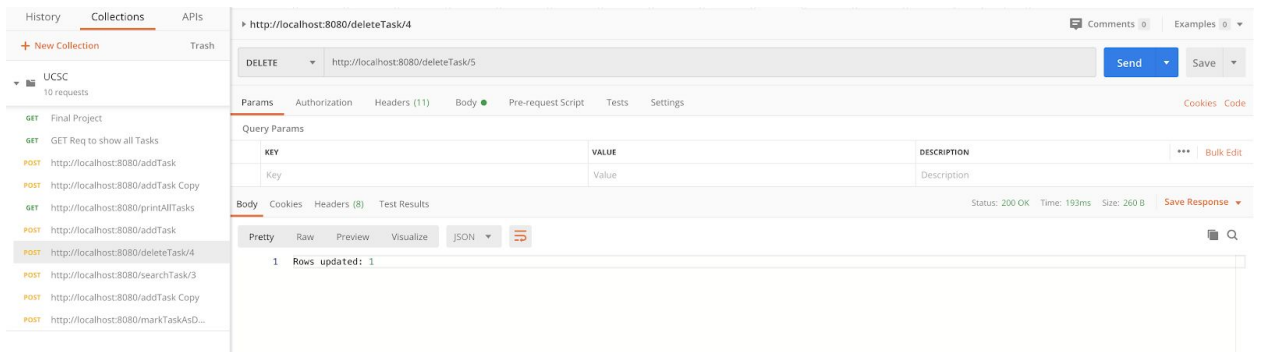 History Collections APIs
+ New Collection Trash
UCSC
10 requests
GET Final Project
GET GET Req to show all Tasks
POST http://localhost:8080/addTask
POST http://localhost:8080/addTask Copy
GET http://localhost:8080/printAllTasks
POST http://localhost:8080/addTask
POST http://localhost:8080/deleteTask/4
POST http://localhost:8080/searchTask/3
POST http://localhost:8080/addTask Copy
POST http://localhost:8080/markTaskAsD...
http://localhost:8080/deleteTask/4 Comments 0 Examples 0
DELETE http://localhost:8080/deleteTask/5 Send Save
Params Authorization Headers (11) Body Pre-request Script Tests Settings Cookies Code
Query Params
KEY VALUE DESCRIPTION ••• Bulk Edit
Key Value Description
Body Cookies Headers (8) Test Results Status: 200 OK Time: 193ms Size: 260 B Save Response
Pretty Raw Preview Visualize JSON
1 Rows updated: 1